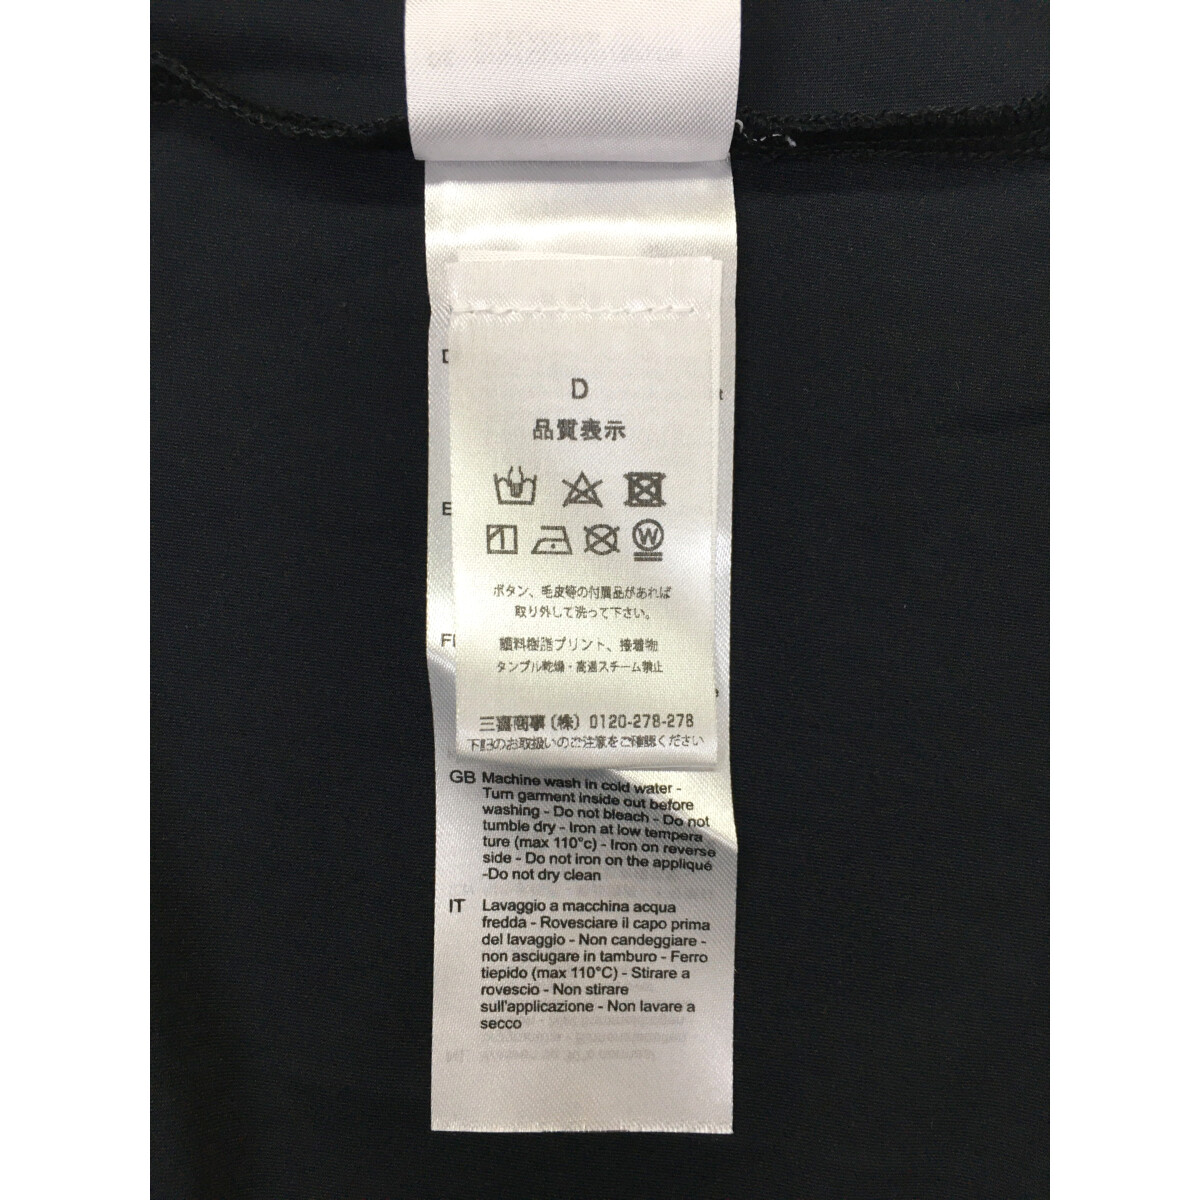 D
品質表示
W
ボタン、毛皮等の付属品があれば
取り外して洗って下さい。
顔料樹脂プリント、接着物
タンブル乾燥・高温スチーム禁止
三喜商事(株) 0120-278-278
下記のお取扱いのご注意をご確認ください
GB Machine wash in cold water -
Turn garment inside out before
washing - Do not bleach - Do not
tumble dry - Iron at low tempera
ture (max 110°c) - Iron on reverse
side - Do not iron on the appliqué
-Do not dry clean
IT Lavaggio a macchina acqua
fredda - Rovesciare il capo prima
del lavaggio - Non candeggiare -
non asciugare in tamburo - Ferro
tiepido (max 110°C) - Stirare a
rovescio - Non stirare
sull'applicazione - Non lavare a
secco